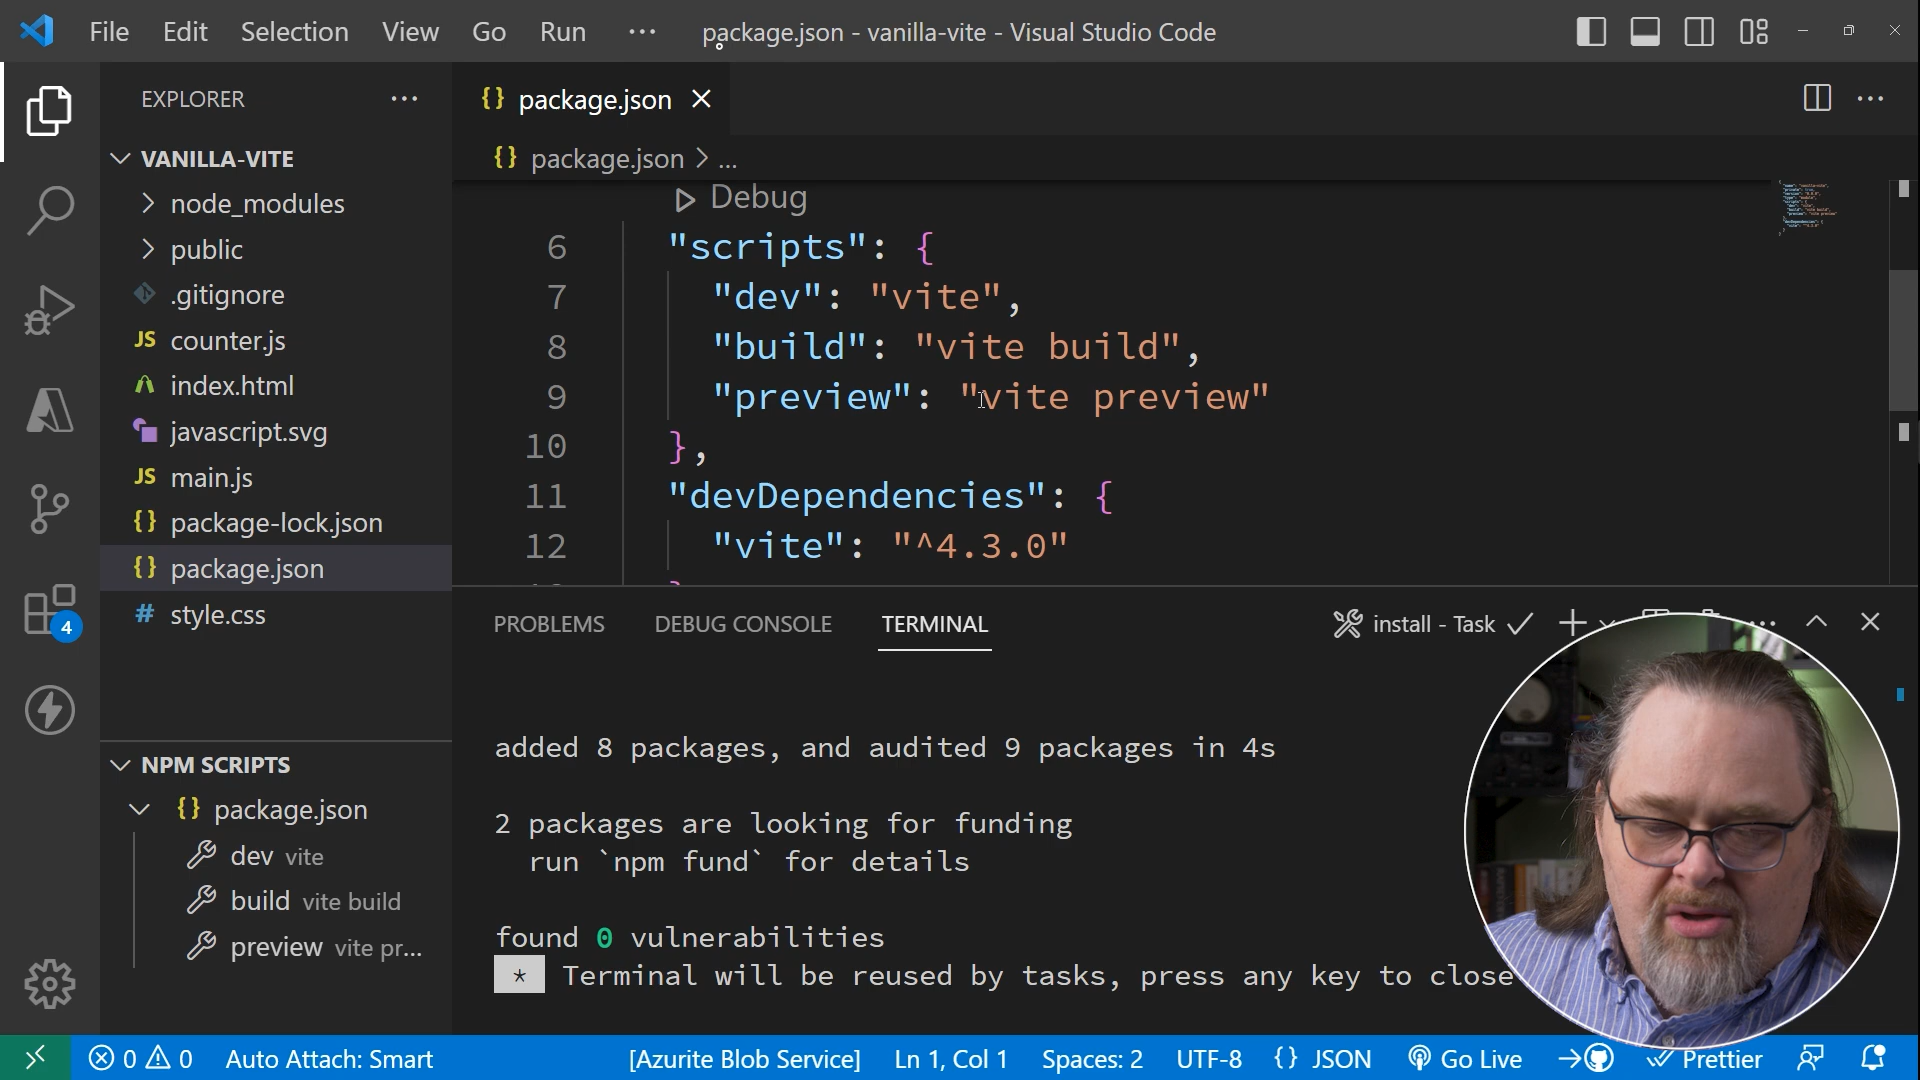 File Edit Selection View Go Run ··· package.json - vanilla-vite - Visual Studio Code
EXPLORER ···
VANILLA-VITE
node_modules
public
.gitignore
JS counter.js
index.html
javascript.svg
JS main.js
{} package-lock.json
{} package.json
# style.css
4
NPM SCRIPTS
{} package.json
dev vite
build vite build
preview vite pr...
{} package.json ×
{} package.json > ...
Debug
6 "scripts": {
7 "dev": "vite",
8 "build": "vite build",
9 "preview": "vite preview"
10 },
11 "devDependencies": {
12 "vite": "^4.3.0"
PROBLEMS DEBUG CONSOLE TERMINAL install - Task
added 8 packages, and audited 9 packages in 4s
2 packages are looking for funding
run `npm fund` for details
found 0 vulnerabilities
* Terminal will be reused by tasks, press any key to close
0 0 Auto Attach: Smart [Azurite Blob Service] Ln 1, Col 1 Spaces: 2 UTF-8 {} JSON Go Live Prettier